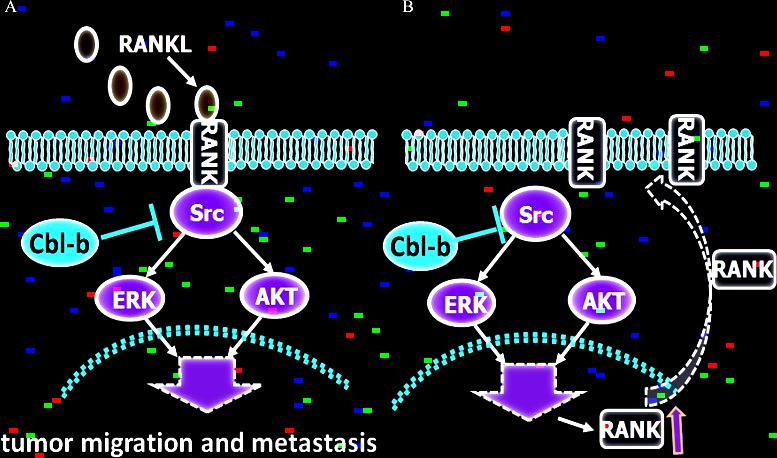 A
RANKL
RANK
Src
Cbl-b
ERK
AKT
tumor migration and metastasis
B
RANK
RANK
Src
Cbl-b
RANK
ERK
AKT
RANK